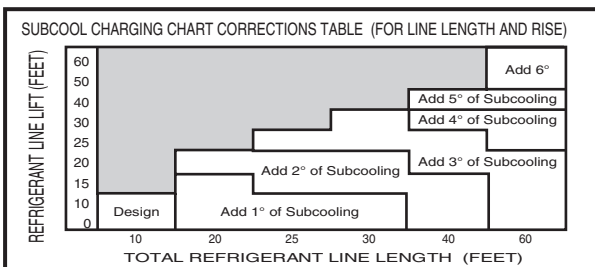 SUBCOOL CHARGING CHART CORRECTIONS TABLE (FOR LINE LENGTH AND RISE)
REFRIGERANT LINE LIFT (FEET)
60
50
40
30
25
20
15
10
0
Add 6°
Add 5° of Subcooling
Add 4° of Subcooling
Add 3° of Subcooling
Add 2° of Subcooling
Design
Add 1° of Subcooling
10 20 25 30 40 60
TOTAL REFRIGERANT LINE LENGTH (FEET)